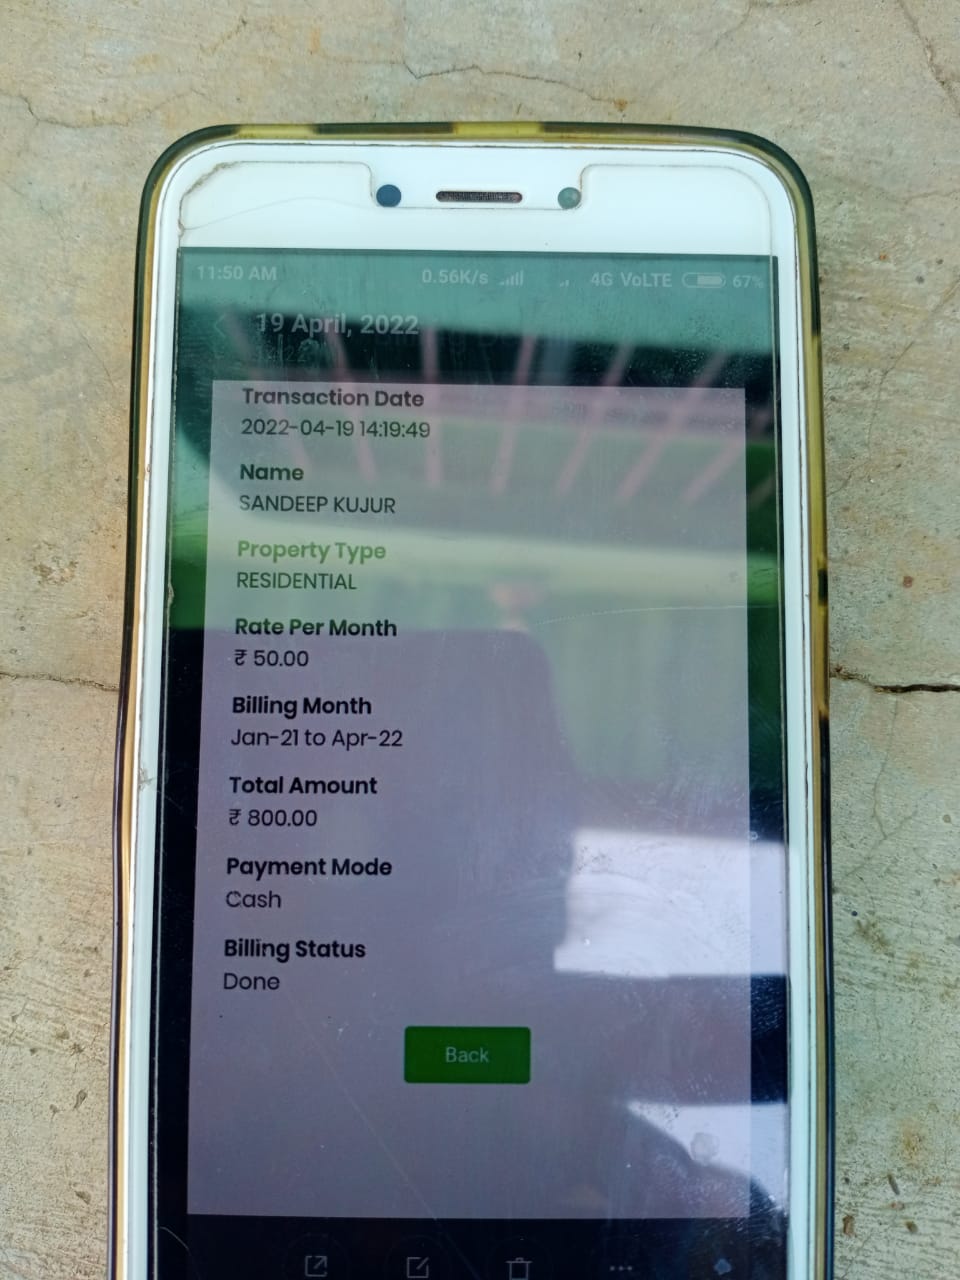 11:50 AM 0.56K/s 4G VoLTE 67%
19 April, 2022
Transaction Date
2022-04-19 14:19:49
Name
SANDEEP KUJUR
Property Type
RESIDENTIAL
Rate Per Month
₹ 50.00
Billing Month
Jan-21 to Apr-22
Total Amount
₹ 800.00
Payment Mode
Cash
Billing Status
Done
Back